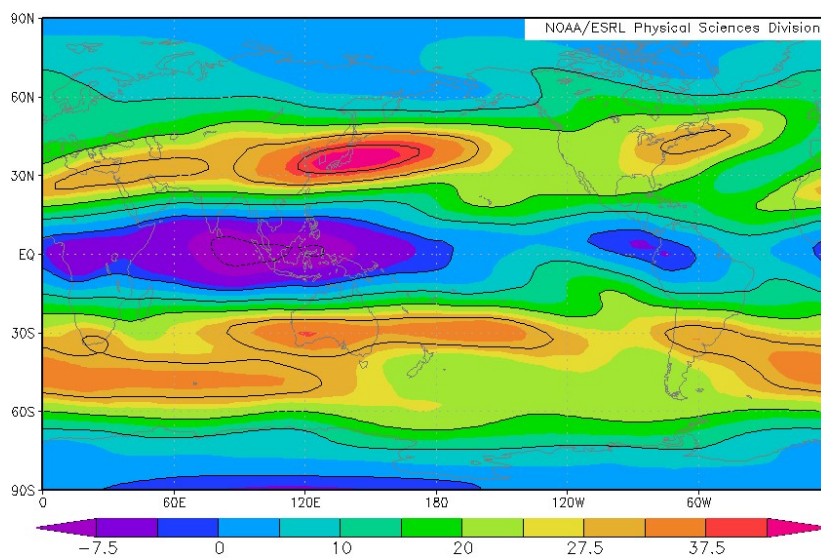 90N
NOAA/ESRL Physical Sciences Division
60N
30N
EQ
30S
60S
90S
0 60E 120E 180 120W 60W
−7.5 0 10 20 27.5 37.5